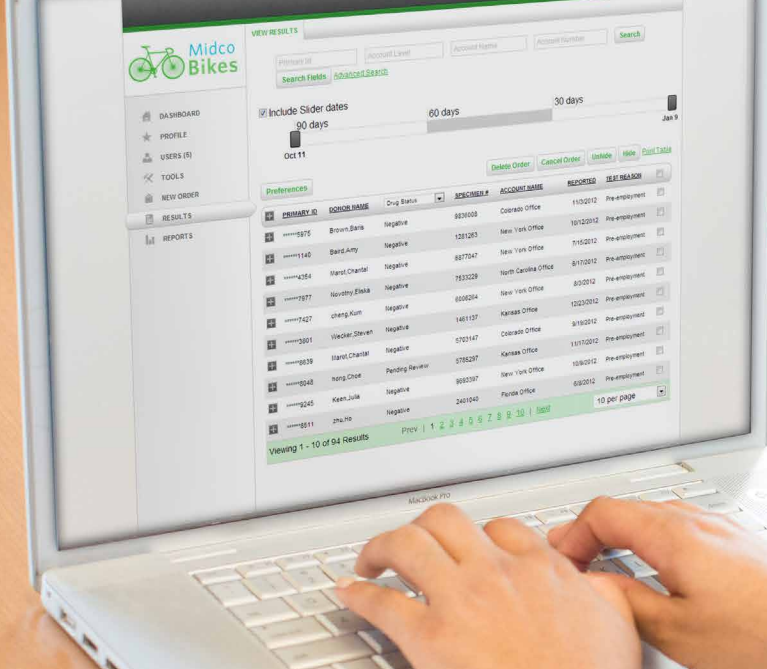 VIEW RESULTS
Midco
Bikes
Primary Id Account Level Account Name Account Number Search
Search Fields Advanced Search
Include Slider dates
90 days 60 days 30 days
Oct 11 Jan 9
DASHBOARD
PROFILE
USERS (5)
TOOLS
NEW ORDER
RESULTS
REPORTS
Delete Order Cancel Order Unhide Hide Print Table
Preferences
PRIMARY ID DONOR NAME Drug Status SPECIMEN # ACCOUNT NAME REPORTED TEST REASON
******5975 Brown,Baris Negative 9836008 Colorado Office 11/3/2012 Pre-employment
******1140 Baird,Amy Negative 1281263 New York Office 10/12/2012 Pre-employment
******4354 Marot,Chantal Negative 6877047 New York Office 7/15/2012 Pre-employment
******7977 Novotny,Eliska Negative 7533229 North Carolina Office 8/17/2012 Pre-employment
******7427 chang,Kum Negative 6008264 New York Office 8/3/2012 Pre-employment
******3001 Wecker,Steven Negative 1461137 Kansas Office 12/23/2012 Pre-employment
******8639 Marot,Chantal Negative 5703147 Colorado Office 9/19/2012 Pre-employment
******8048 hong,Choe Pending Review 5785297 Kansas Office 11/17/2012 Pre-employment
******9245 Keen,Julia Negative 9093397 New York Office 10/9/2012 Pre-employment
******8511 zhu,Ho Negative 2401040 Florida Office 6/8/2012 Pre-employment
Viewing 1 - 10 of 94 Results Prev | 1 2 3 4 5 6 7 8 9 10 | Next 10 per page
MacBook Pro